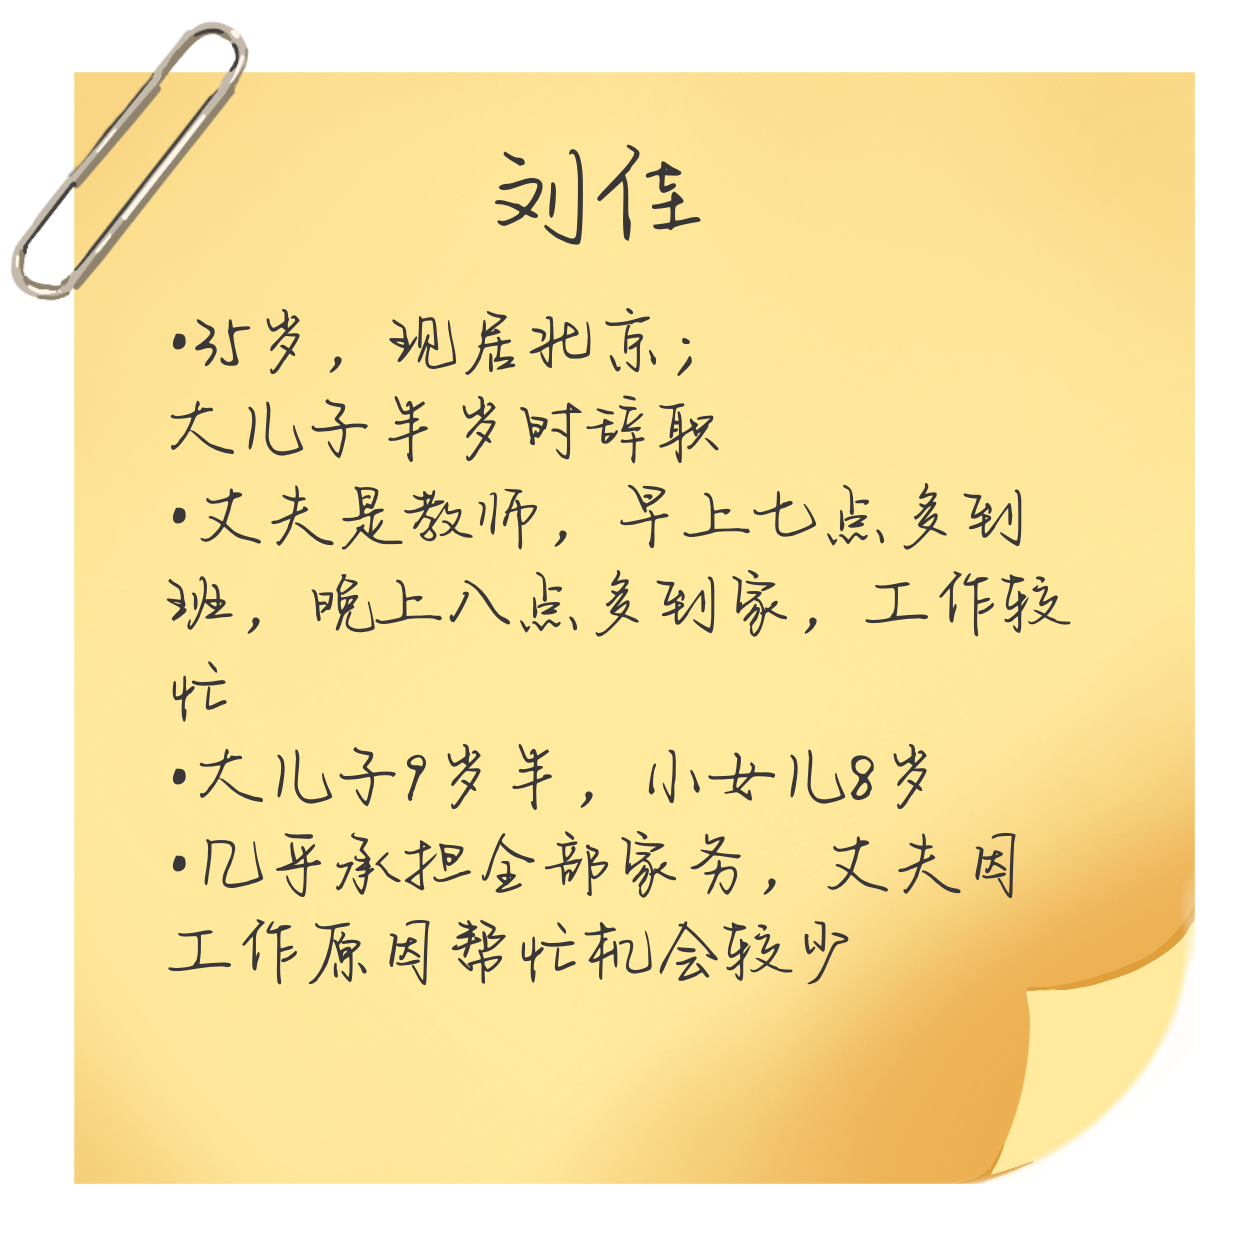 刘佳
•35岁，现居北京；
大儿子半岁时辞职
•丈夫是教师，早上七点多到
班，晚上八点多到家，工作较
忙
•大儿子9岁半，小女儿8岁
•几乎承担全部家务，丈夫因
工作原因帮忙机会较少